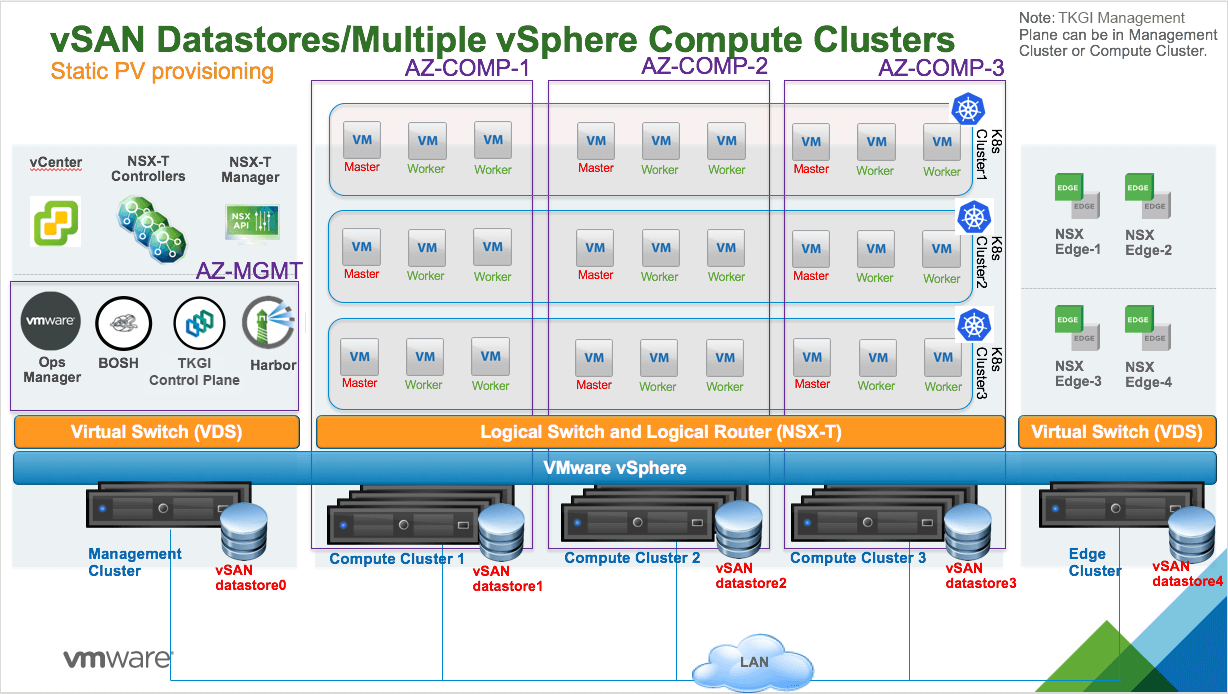 vSAN Datastores/Multiple vSphere Compute Clusters
Static PV provisioning
Note: TKGI Management
Plane can be in Management
Cluster or Compute Cluster.
AZ-COMP-1
AZ-COMP-2
AZ-COMP-3
vCenter
NSX-T
Controllers
NSX-T
Manager
NSX
API
AZ-MGMT
vmware
Ops
Manager
BOSH
TKGI
Control Plane
Harbor
VM VM VM VM VM VM VM VM VM
Master Worker Worker Master Worker Worker Master Worker Worker
K8s
Cluster1
VM VM VM VM VM VM VM VM VM
Master Worker Worker Master Worker Worker Master Worker Worker
K8s
Cluster2
VM VM VM VM VM VM VM VM VM
Master Worker Worker Master Worker Worker Master Worker Worker
K8s
Cluster3
EDGE
EDGE
NSX
Edge-1
EDGE
EDGE
NSX
Edge-2
EDGE
EDGE
NSX
Edge-3
EDGE
EDGE
NSX
Edge-4
Virtual Switch (VDS)
Logical Switch and Logical Router (NSX-T)
Virtual Switch (VDS)
VMware vSphere
Management
Cluster
vSAN
datastore0
Compute Cluster 1
vSAN
datastore1
Compute Cluster 2
vSAN
datastore2
Compute Cluster 3
vSAN
datastore3
Edge
Cluster
vSAN
datastore4
LAN
vmware